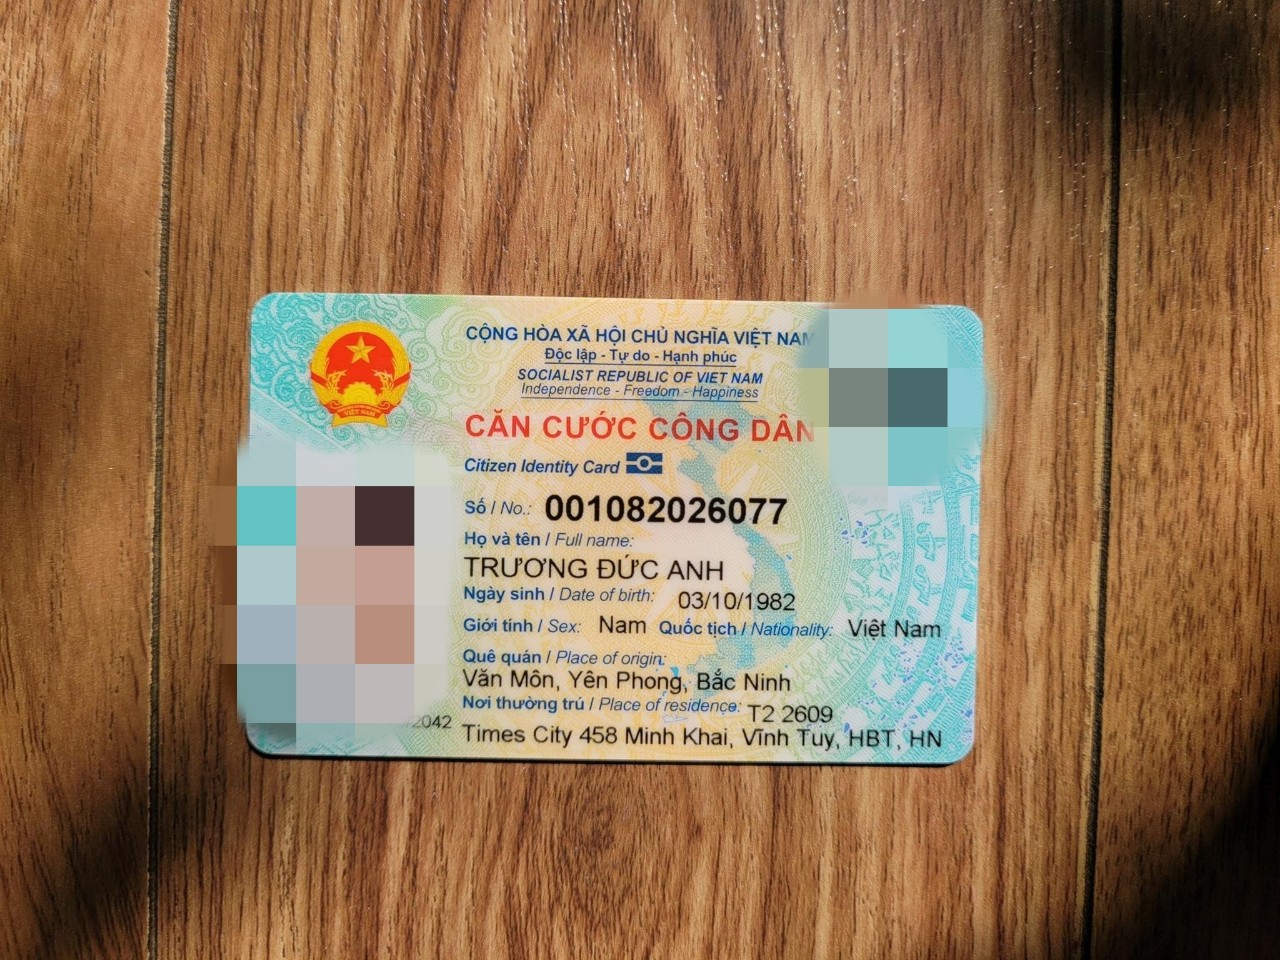 CỘNG HÒA XÃ HỘI CHỦ NGHĨA VIỆT NAM
Độc lập - Tự do - Hạnh phúc
SOCIALIST REPUBLIC OF VIET NAM
Independence - Freedom - Happiness
CĂN CƯỚC CÔNG DÂN
Citizen Identity Card
Số / No.: 001082026077
Họ và tên / Full name:
TRƯƠNG ĐỨC ANH
Ngày sinh / Date of birth: 03/10/1982
Giới tính / Sex: Nam Quốc tịch / Nationality: Việt Nam
Quê quán / Place of origin:
Văn Môn, Yên Phong, Bắc Ninh
Nơi thường trú / Place of residence: T2 2609
Times City 458 Minh Khai, Vĩnh Tuy, HBT, HN
/2042
VIỆT NAM